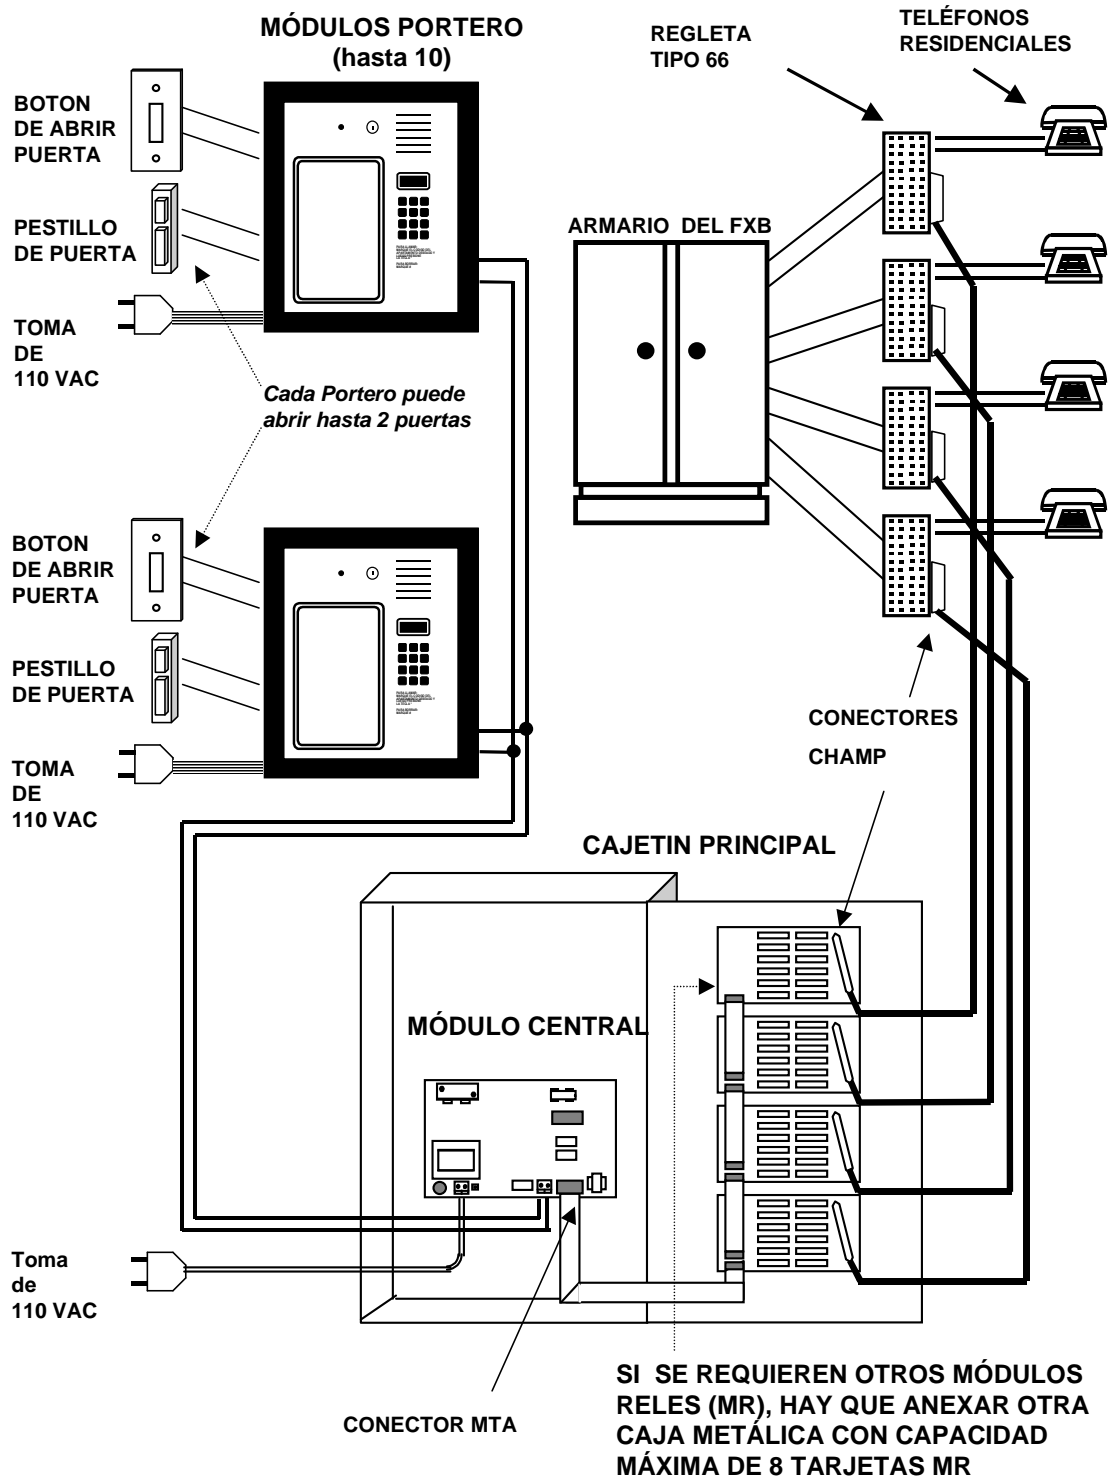 MÓDULOS PORTERO
(hasta 10)
REGLETA
TIPO 66
TELÉFONOS
RESIDENCIALES
BOTON
DE ABRIR
PUERTA
PESTILLO
DE PUERTA
TOMA
DE
110 VAC
ARMARIO DEL FXB
Cada Portero puede
abrir hasta 2 puertas
BOTON
DE ABRIR
PUERTA
PESTILLO
DE PUERTA
TOMA
DE
110 VAC
CONECTORES
CHAMP
CAJETIN PRINCIPAL
MÓDULO CENTRAL
Toma
de
110 VAC
CONECTOR MTA
SI SE REQUIEREN OTROS MÓDULOS
RELES (MR), HAY QUE ANEXAR OTRA
CAJA METÁLICA CON CAPACIDAD
MÁXIMA DE 8 TARJETAS MR